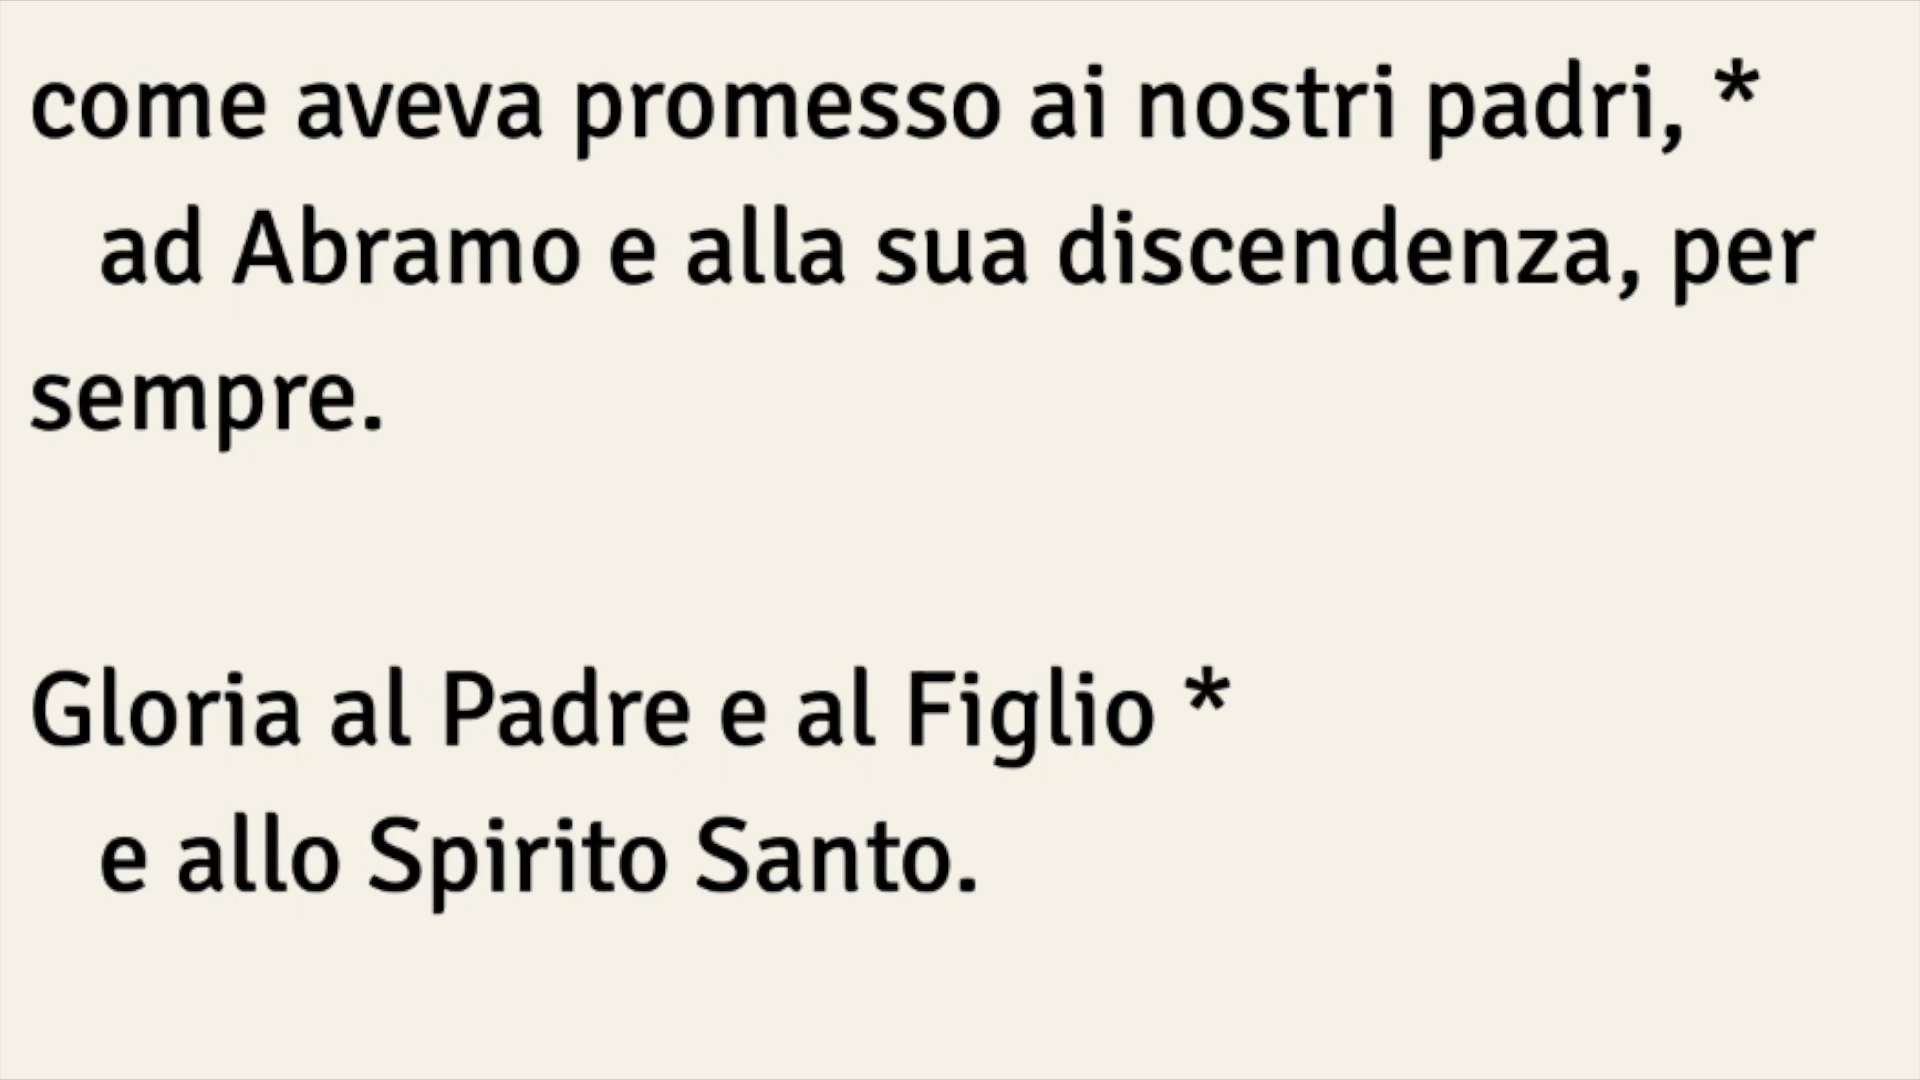 come aveva promesso ai nostri padri, *
ad Abramo e alla sua discendenza, per
sempre.
Gloria al Padre e al Figlio *
e allo Spirito Santo.